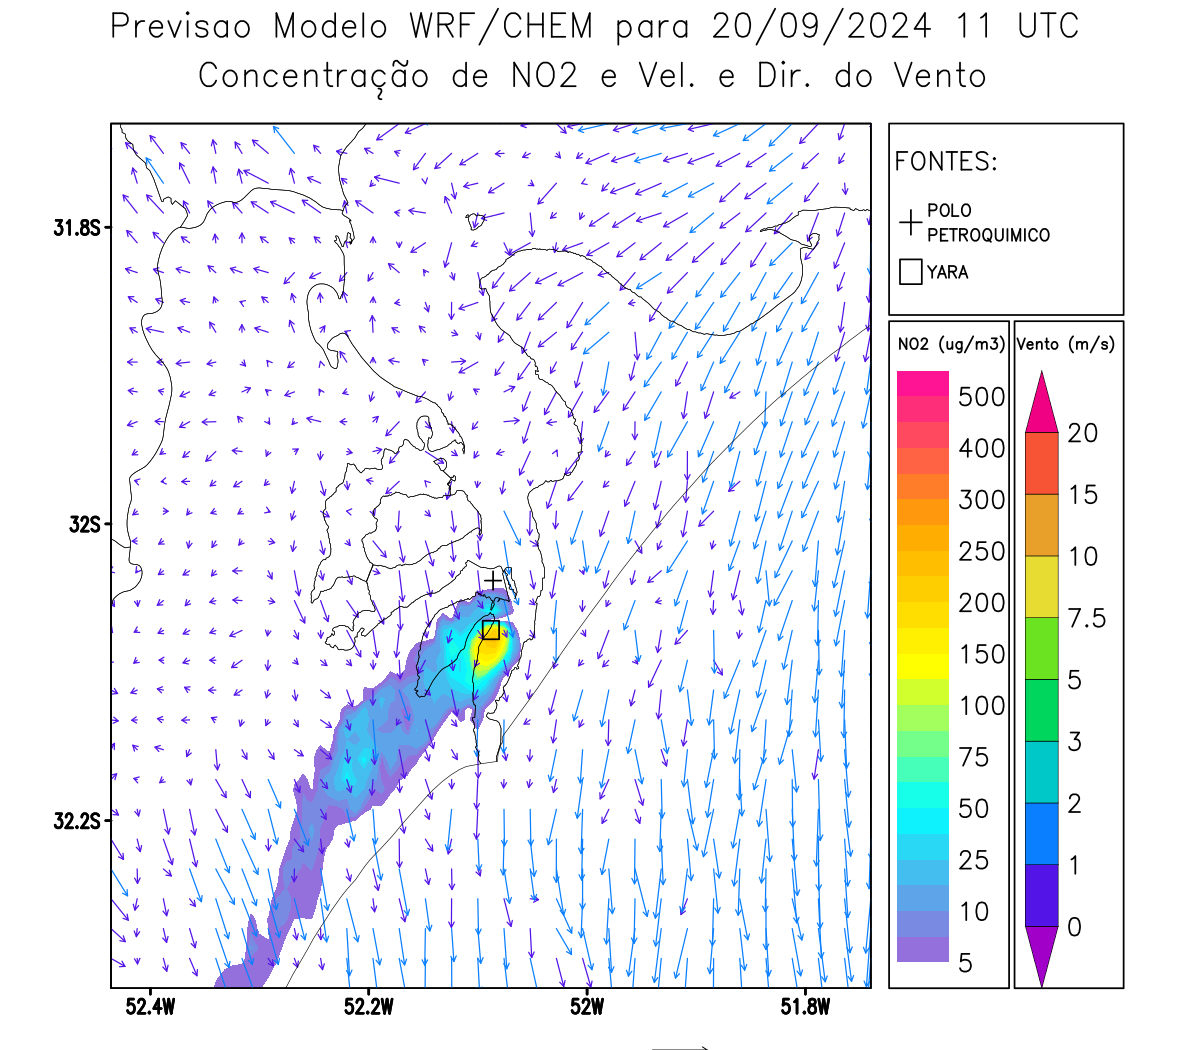 Previsao Modelo WRF/CHEM para 20/09/2024 11 UTC
Concentração de NO2 e Vel. e Dir. do Vento
FONTES:
POLO
PETROQUIMICO
YARA
NO2 (ug/m3)
500
400
300
250
200
150
100
75
50
25
10
5
Vento (m/s)
20
15
10
7.5
5
3
2
1
0
31.8S
32S
32.2S
52.4W
52.2W
52W
51.8W